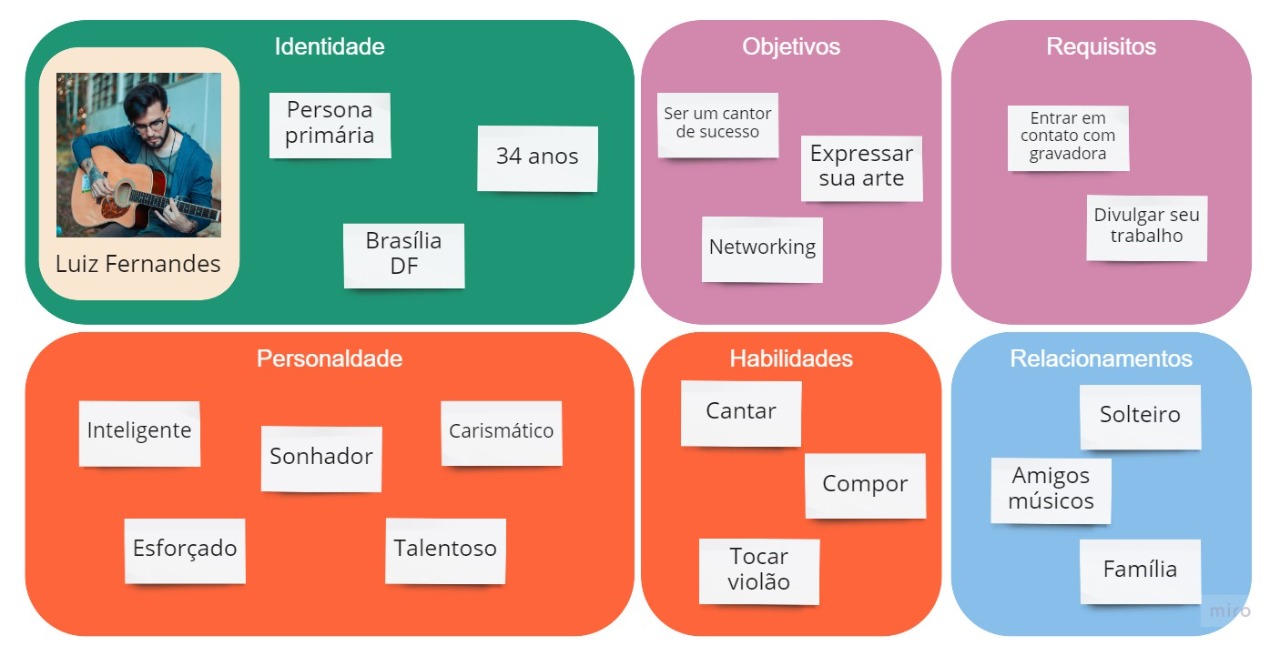 Identidade
Luiz Fernandes
Persona
primária
34 anos
Brasília
DF
Objetivos
Ser um cantor
de sucesso
Expressar
sua arte
Networking
Requisitos
Entrar em
contato com
gravadora
Divulgar seu
trabalho
Personaldade
Inteligente
Sonhador
Carismático
Esforçado
Talentoso
Habilidades
Cantar
Compor
Tocar
violão
Relacionamentos
Solteiro
Amigos
músicos
Família
miro